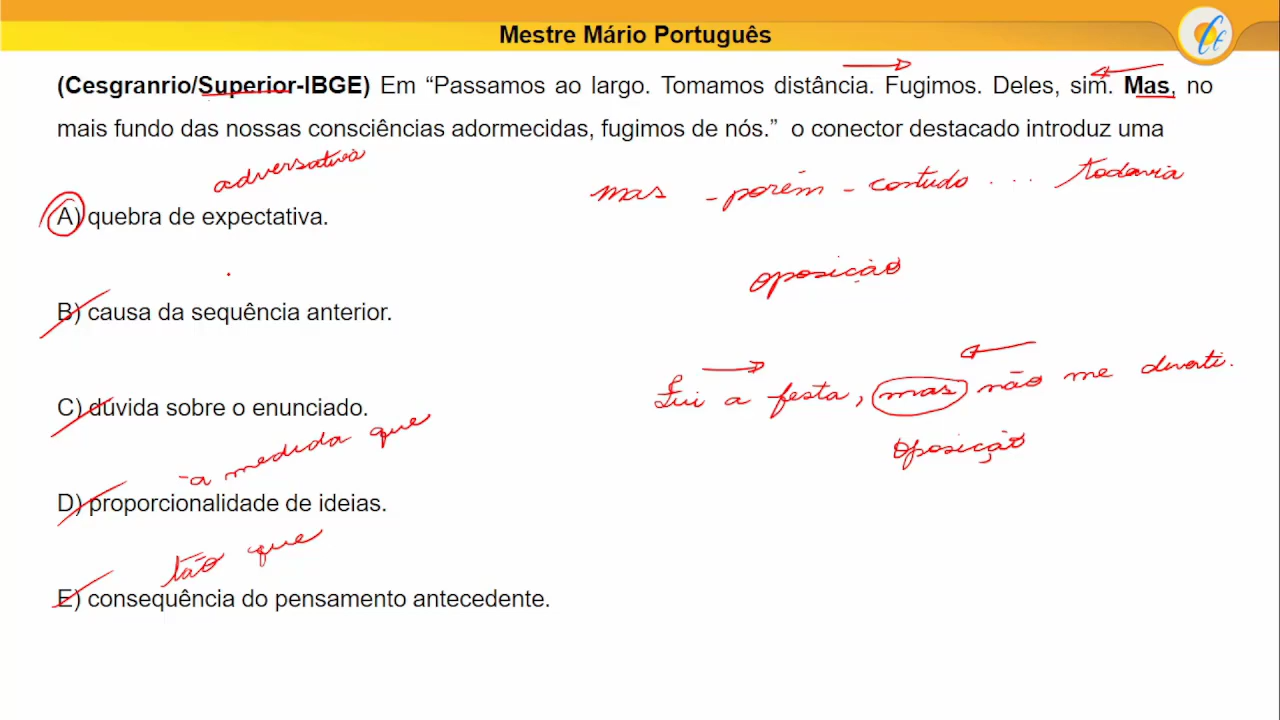 Mestre Mário Português
(Cesgranrio/Superior-IBGE) Em “Passamos ao largo. Tomamos distância. Fugimos. Deles, sim. Mas, no
mais fundo das nossas consciências adormecidas, fugimos de nós.” o conector destacado introduz uma
adversativa
mas - porém - contudo ... todavia
A) quebra de expectativa.
oposição
B) causa da sequência anterior.
Fui a festa, mas não me diverti.
C) dúvida sobre o enunciado.
oposição
-a medida que
D) proporcionalidade de ideias.
tão que
E) consequência do pensamento antecedente.